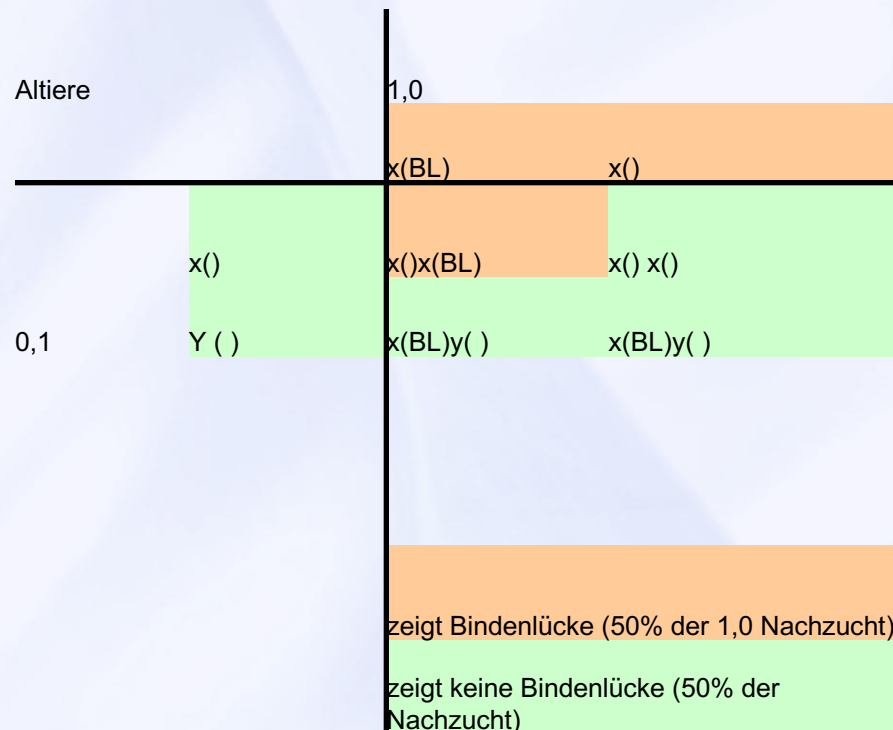 Altiere 1,0
x(BL) x()
x() x()x(BL) x() x()
0,1 Y ( ) x(BL)y( ) x(BL)y( )
zeigt Bindenlücke (50% der 1,0 Nachzucht)
zeigt keine Bindenlücke (50% der
Nachzucht)